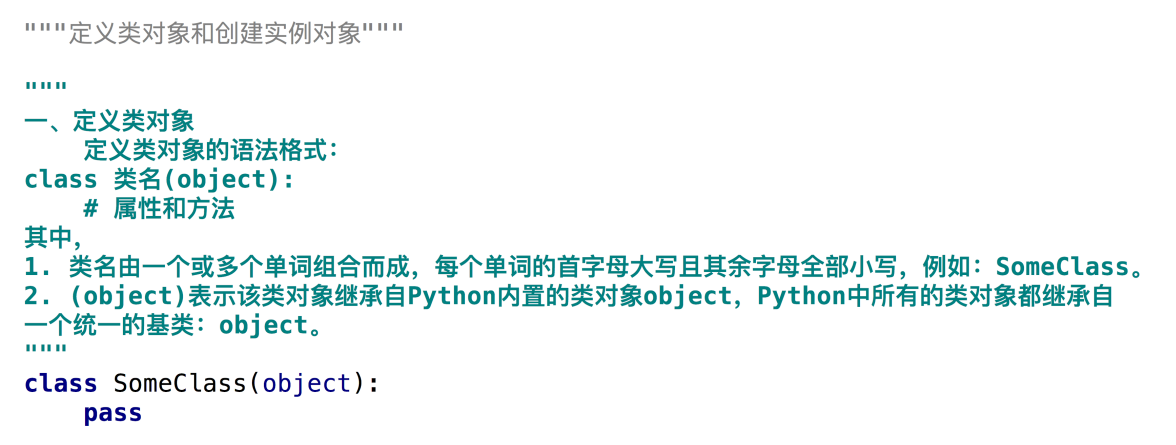 """定义类对象和创建实例对象"""
"""
一、定义类对象
    定义类对象的语法格式：
class 类名(object):
    # 属性和方法
其中，
1. 类名由一个或多个单词组合而成，每个单词的首字母大写且其余字母全部小写，例如：SomeClass。
2. (object)表示该类对象继承自Python内置的类对象object，Python中所有的类对象都继承自
一个统一的基类：object。
"""
class SomeClass(object):
    pass